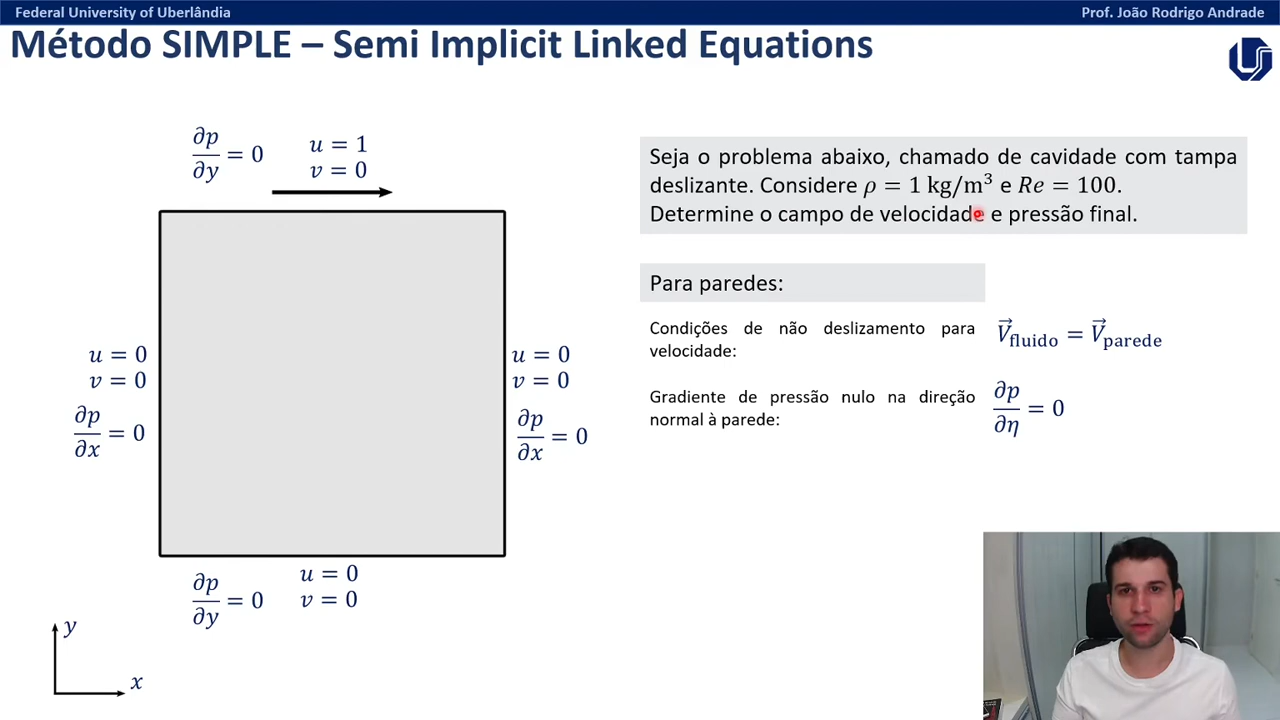 Federal University of Uberlândia
Prof. João Rodrigo Andrade
Método SIMPLE – Semi Implicit Linked Equations
∂p/∂y = 0
u = 1
v = 0
Seja o problema abaixo, chamado de cavidade com tampa
deslizante. Considere ρ = 1 kg/m³ e Re = 100.
Determine o campo de velocidade e pressão final.
Para paredes:
Condições de não deslizamento para
velocidade:
V⃗fluido = V⃗parede
Gradiente de pressão nulo na direção
normal à parede:
∂p/∂η = 0
u = 0
v = 0
∂p/∂x = 0
u = 0
v = 0
∂p/∂x = 0
∂p/∂y = 0
u = 0
v = 0
y
x